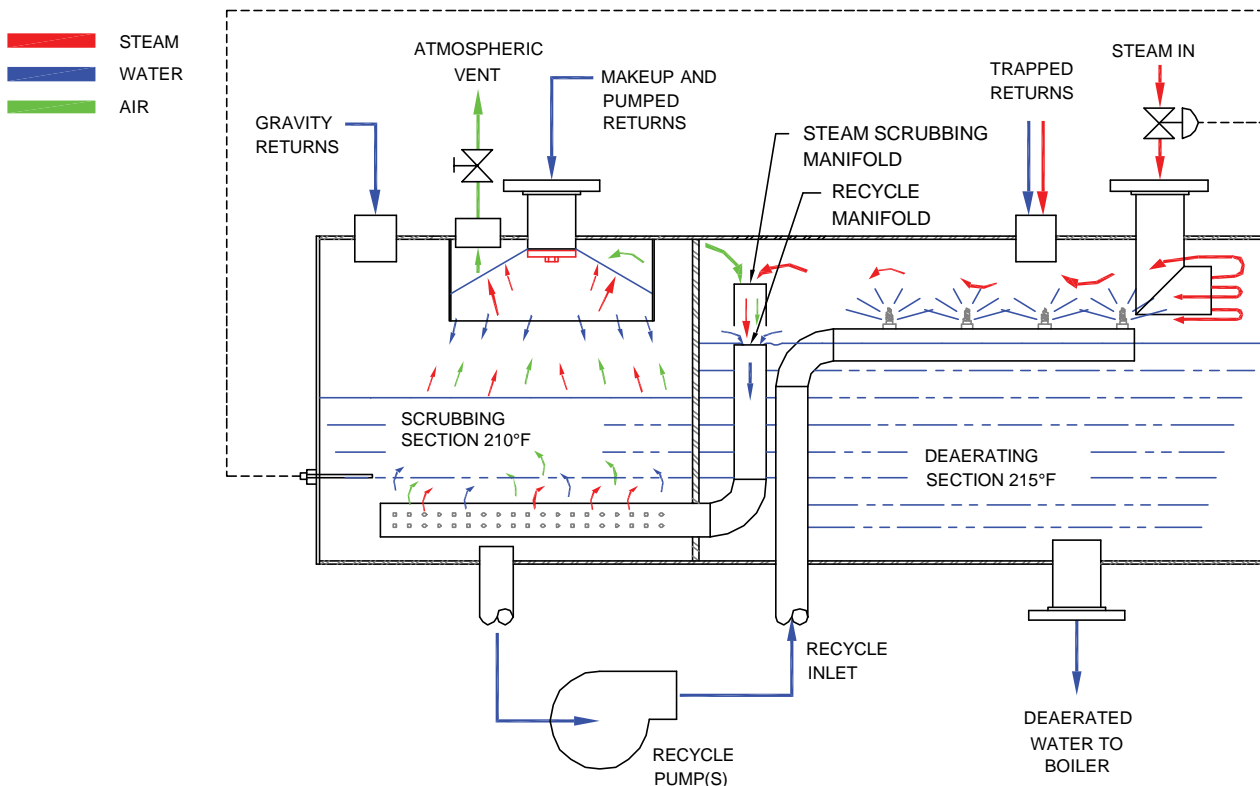 STEAM
WATER
AIR
ATMOSPHERIC
VENT
GRAVITY
RETURNS
MAKEUP AND
PUMPED
RETURNS
STEAM SCRUBBING
MANIFOLD
RECYCLE
MANIFOLD
TRAPPED
RETURNS
STEAM IN
SCRUBBING
SECTION 210°F
DEAERATING
SECTION 215°F
RECYCLE
INLET
RECYCLE
PUMP(S)
DEAERATED
WATER TO
BOILER